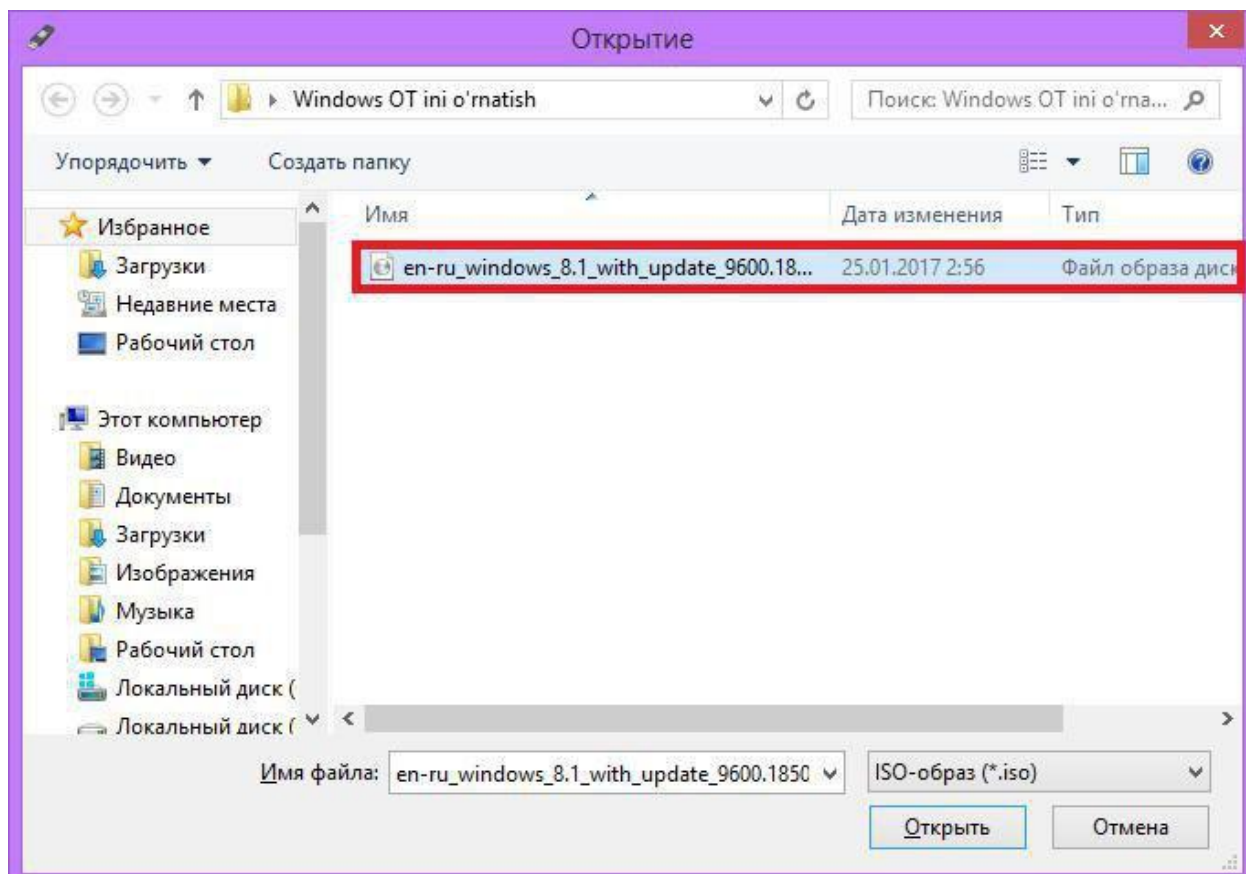 Открытие
Windows OT ini o'rnatish
Поиск: Windows OT ini o'rna...
Упорядочить
Создать папку
Имя
Дата изменения
Тип
Избранное
Загрузки
Недавние места
Рабочий стол
en-ru_windows_8.1_with_update_9600.18...
25.01.2017 2:56
Файл образа диск
Этот компьютер
Видео
Документы
Загрузки
Изображения
Музыка
Рабочий стол
Локальный диск (
Локальный диск (
Имя файла:
en-ru_windows_8.1_with_update_9600.1850
ISO-образ (*.iso)
Открыть
Отмена